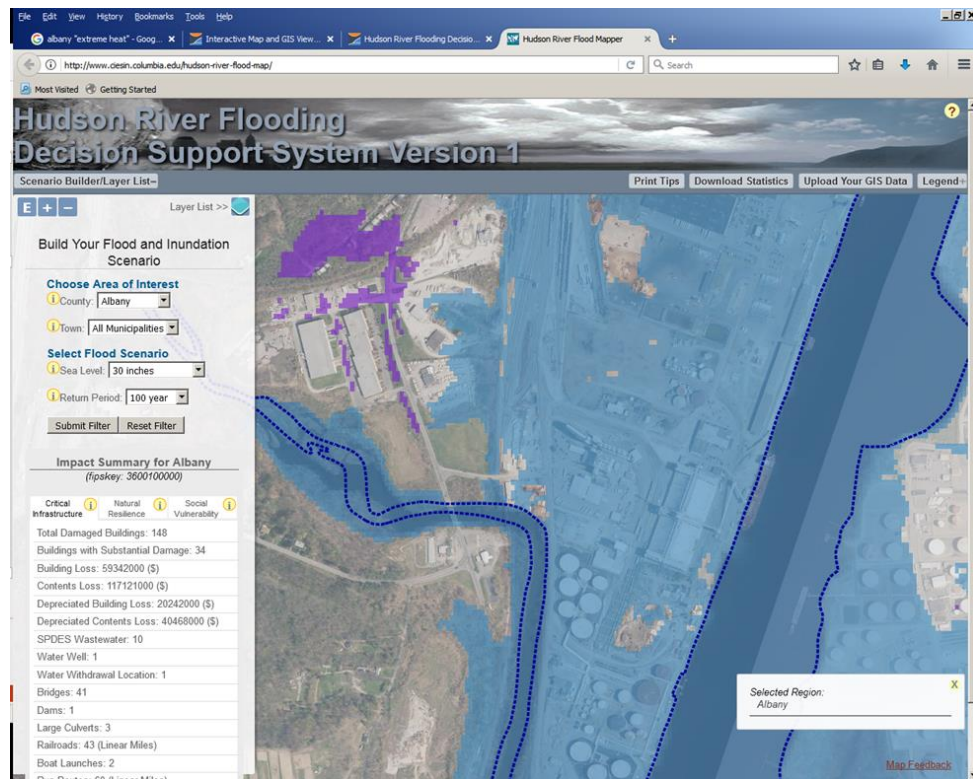 File Edit View History Bookmarks Tools Help
albany "extreme heat" - Goog...
Interactive Map and GIS View...
Hudson River Flooding Decisio...
Hudson River Flood Mapper
http://www.ciesin.columbia.edu/hudson-river-flood-map/
Search
Most Visited
Getting Started
Hudson River Flooding
Decision Support System Version 1
Scenario Builder/Layer List−
Print Tips
Download Statistics
Upload Your GIS Data
Legend+
E + −
Layer List >>
Build Your Flood and Inundation
Scenario
Choose Area of Interest
County: Albany
Town: All Municipalities
Select Flood Scenario
Sea Level: 30 inches
Return Period: 100 year
Submit Filter
Reset Filter
Impact Summary for Albany
(fipskey: 3600100000)
Critical Infrastructure
Natural Resilience
Social Vulnerability
Total Damaged Buildings: 148
Buildings with Substantial Damage: 34
Building Loss: 59342000 ($)
Contents Loss: 117121000 ($)
Depreciated Building Loss: 20242000 ($)
Depreciated Contents Loss: 40468000 ($)
SPDES Wastewater: 10
Water Well: 1
Water Withdrawal Location: 1
Bridges: 41
Dams: 1
Large Culverts: 3
Railroads: 43 (Linear Miles)
Boat Launches: 2
Selected Region:
Albany
X
Map Feedback